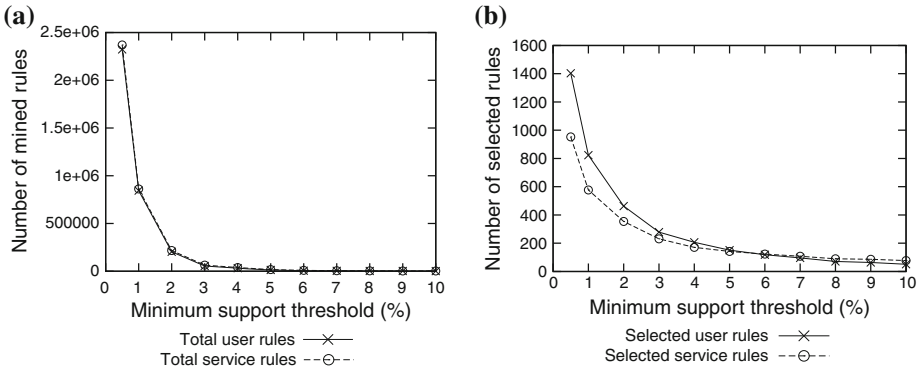 (a)
Number of mined rules
2.5e+06
2e+06
1.5e+06
1e+06
500000
0
0 1 2 3 4 5 6 7 8 9 10
Minimum support threshold (%)
Total user rules
Total service rules
(b)
Number of selected rules
1600
1400
1200
1000
800
600
400
200
0
0 1 2 3 4 5 6 7 8 9 10
Minimum support threshold (%)
Selected user rules
Selected service rules